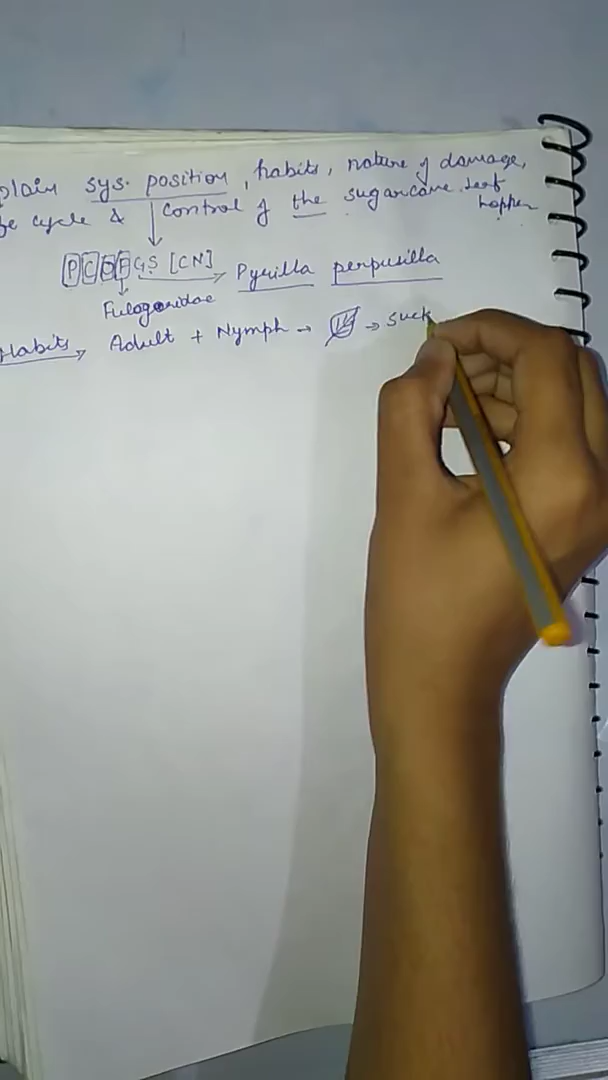 plain sys. position, habits, nature of damage,
fe cycle & control of the sugarcane leaf
hopper
PCOFGS [CN] Pyrilla perpusilla
Fulogoridae
Habits Adult + Nymph → → suck